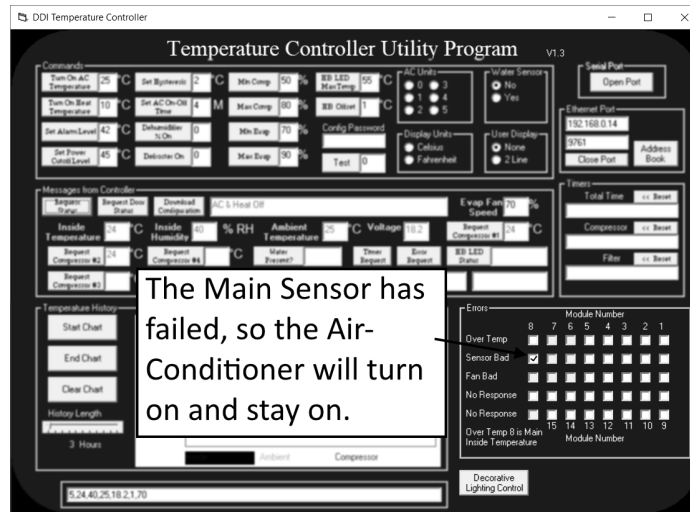 DDI Temperature Controller
Temperature Controller Utility Program V1.3
Commands
Turn On AC Temperature 25 °C Set Hysteresis 2 °C Min Comp 50 % HB LED Max Temp 55 °C
Turn On Heat Temperature 10 °C Set AC On-Off Time 4 M Max Comp 80 % HB Offset 1 °C
Set Alarm Level 42 °C Dehumidifier % On 0 Min Evap 70 % Config Password
Set Power Cutoff Level 45 °C Defroster On 0 Max Evap 90 % Test 0
AC Units
0 3
1 4
2 5
Water Sensor
No
Yes
Display Units
Celsius
Fahrenheit
User Display
None
2 Line
Serial Port
Open Port
Ethernet Port
192.168.0.14
9761
Close Port Address Book
Messages from Controller
Request Status Request Door Status Download Configuration AC & Heat Off Evap Fan Speed 70 %
Inside Temperature 24 °C Inside Humidity 40 % RH Ambient Temperature 25 °C Voltage 18.2 Request Compressor #1 24 °C
Request Compressor #2 24 °C Request Compressor #4 °C Water Present? Timer Request Error Request HB LED Status
Request Compressor #3
Timers
Total Time << Reset
Compressor << Reset
Filter << Reset
Temperature History
Start Chart
End Chart
Clear Chart
History Length
3 Hours
The Main Sensor has
failed, so the Air-
Conditioner will turn
on and stay on.
Ambient Compressor
Errors
Module Number
8 7 6 5 4 3 2 1
Over Temp
Sensor Bad
Fan Bad
No Response
No Response
15 14 13 12 11 10 9
Over Temp 8 is Main
Inside Temperature
Module Number
Decorative
Lighting Control
5,24,40,25,18.2,1,70